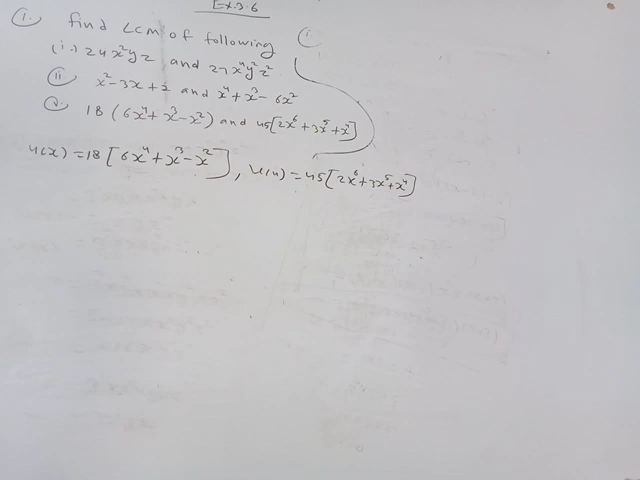 Ex.3.6
1. find LCM of following
(i.) 24x²yz and 27x⁴y²z²
ii x²-3x+2 and x⁴+x³-6x²
v. 18 (6x⁴+x³-x²) and 45[2x⁶+3x⁵+x⁴]
u(x) =18[6x⁴+x³-x²], v(x) =45[2x⁶+3x⁵+x⁴]